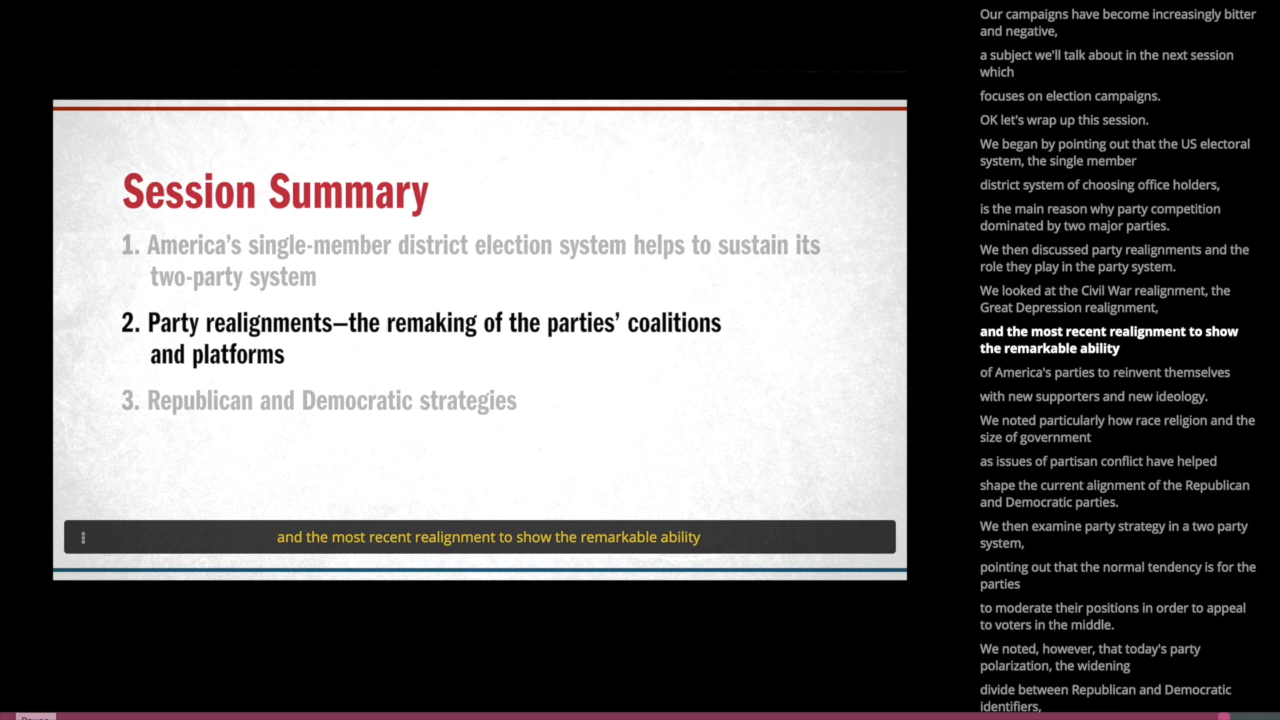 Session Summary
1. America's single-member district election system helps to sustain its
two-party system
2. Party realignments—the remaking of the parties' coalitions
and platforms
3. Republican and Democratic strategies
and the most recent realignment to show the remarkable ability
Our campaigns have become increasingly bitter
and negative,
a subject we'll talk about in the next session
which
focuses on election campaigns.
OK let's wrap up this session.
We began by pointing out that the US electoral
system, the single member
district system of choosing office holders,
is the main reason why party competition
dominated by two major parties.
We then discussed party realignments and the
role they play in the party system.
We looked at the Civil War realignment, the
Great Depression realignment,
and the most recent realignment to show
the remarkable ability
of America's parties to reinvent themselves
with new supporters and new ideology.
We noted particularly how race religion and the
size of government
as issues of partisan conflict have helped
shape the current alignment of the Republican
and Democratic parties.
We then examine party strategy in a two party
system,
pointing out that the normal tendency is for the
parties
to moderate their positions in order to appeal
to voters in the middle.
We noted, however, that today's party
polarization, the widening
divide between Republican and Democratic
identifiers,